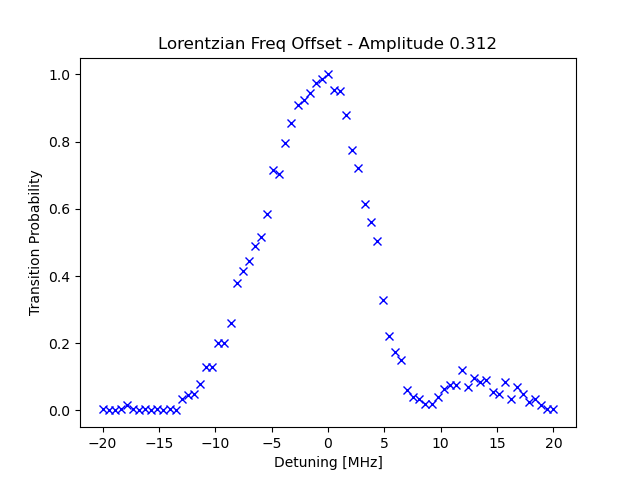 Lorentzian Freq Offset - Amplitude 0.312
1.0
0.8
0.6
0.4
0.2
0.0
Transition Probability
−20 −15 −10 −5 0 5 10 15 20
Detuning [MHz]